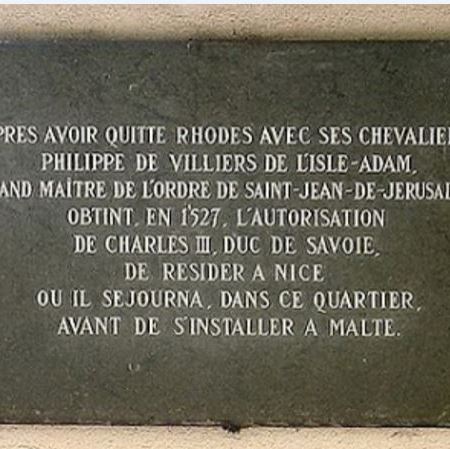 PRES AVOIR QUITTE RHODES AVEC SES CHEVALIE
PHILIPPE DE VILLIERS DE L'ISLE-ADAM,
AND MAÎTRE DE L'ORDRE DE SAINT-JEAN-DE-JERUSAL
OBTINT, EN 1527, L'AUTORISATION
DE CHARLES III, DUC DE SAVOIE,
DE RESIDER A NICE
OU IL SEJOURNA, DANS CE QUARTIER,
AVANT DE S'INSTALLER A MALTE.